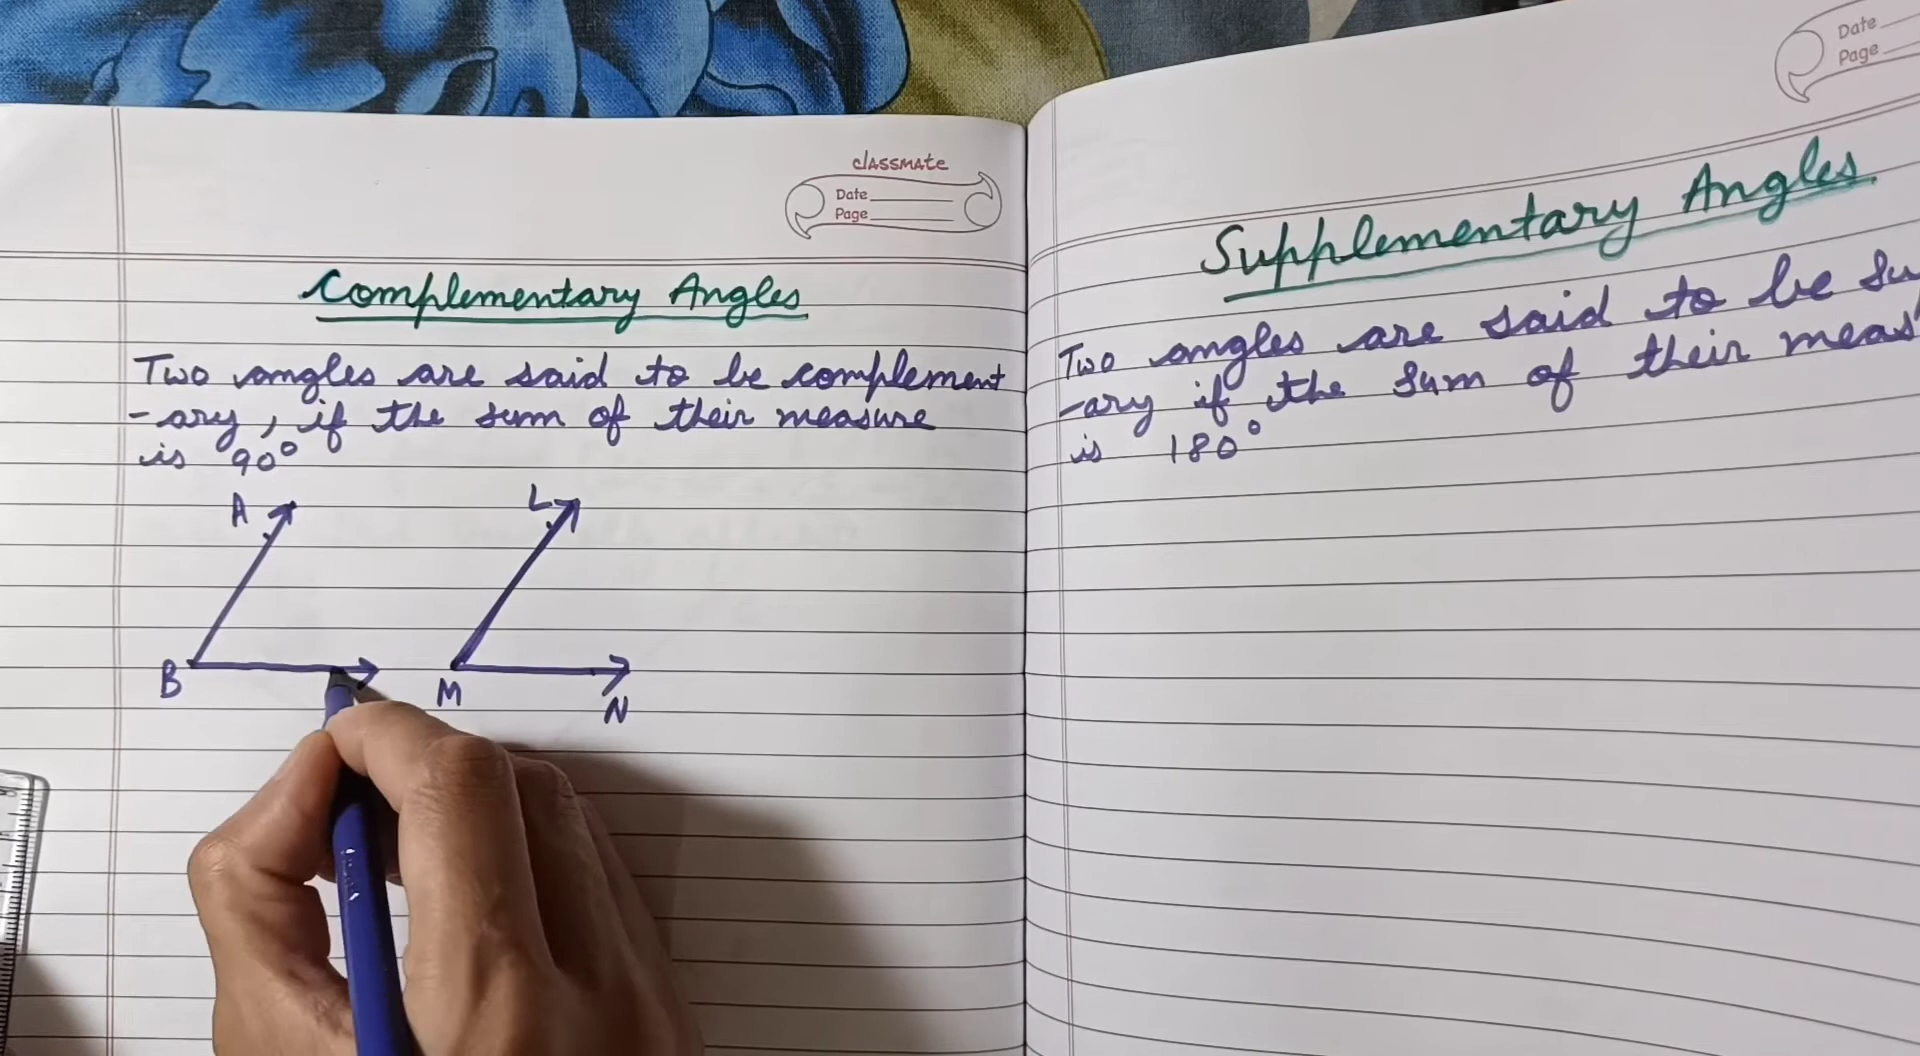 classmate
Date
Page
Complementary Angles
Two angles are said to be complement
-ary, if the sum of their measure
is 90°
A
L
B
M
N
Date
Page
Supplementary Angles.
Two angles are said to be Su
-ary if the sum of their meas
is 180°